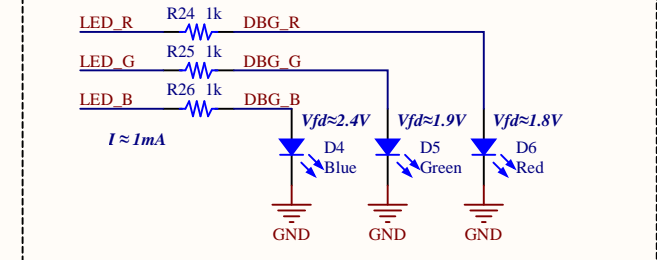 R24 1k
LED_R
DBG_R
R25 1k
LED_G
DBG_G
R26 1k
LED_B
DBG_B
I ≈ 1mA
Vfd≈2.4V
Vfd≈1.9V
Vfd≈1.8V
D4
Blue
D5
Green
D6
Red
GND
GND
GND